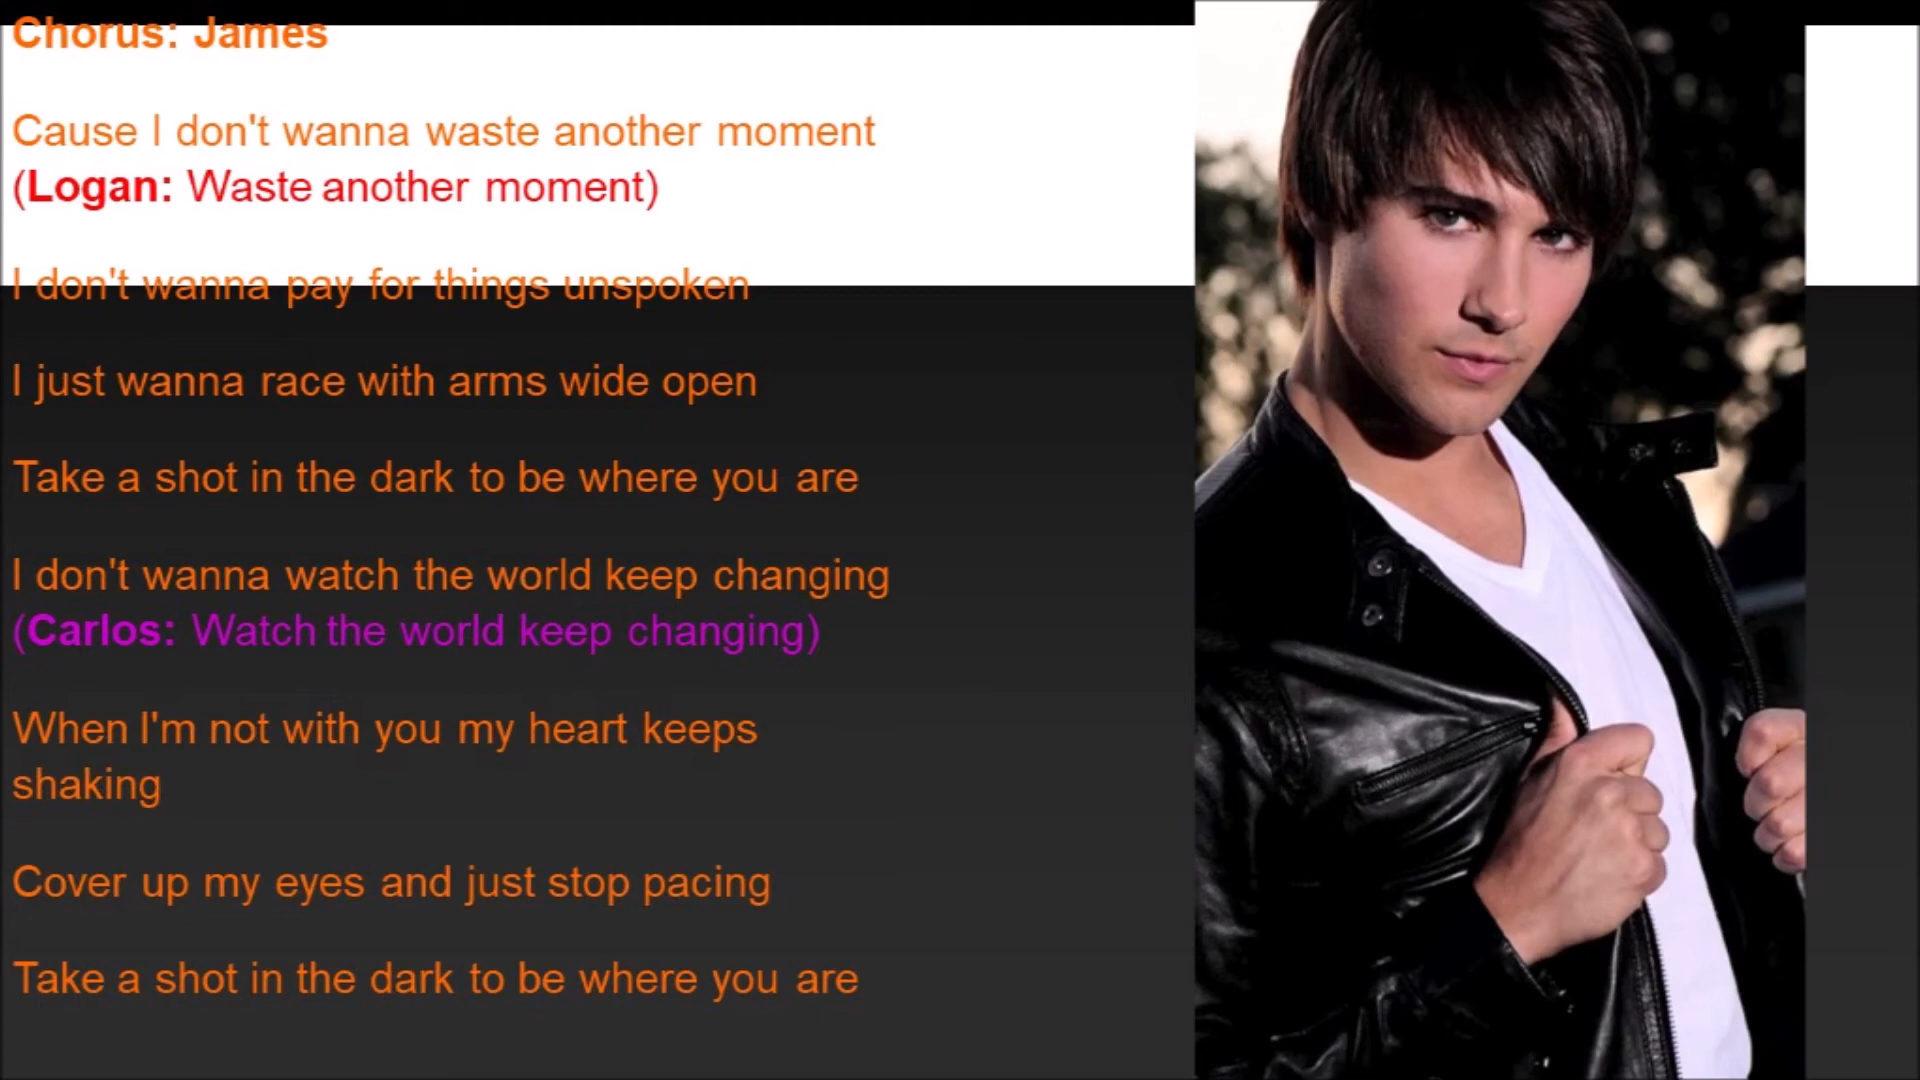 Chorus: James
Cause I don't wanna waste another moment
(Logan: Waste another moment)
I don't wanna pay for things unspoken
I just wanna race with arms wide open
Take a shot in the dark to be where you are
I don't wanna watch the world keep changing
(Carlos: Watch the world keep changing)
When I'm not with you my heart keeps
shaking
Cover up my eyes and just stop pacing
Take a shot in the dark to be where you are